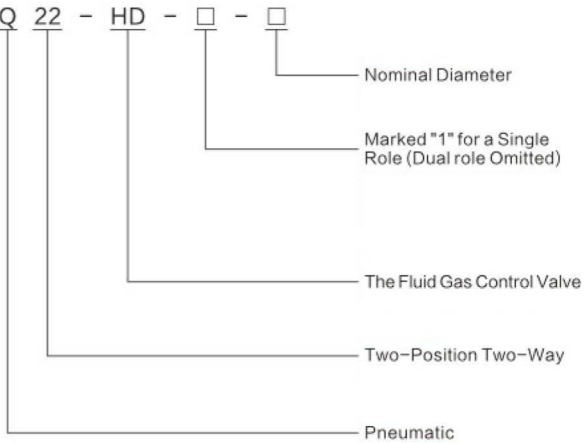 Q 22 - HD - □ - □
Nominal Diameter
Marked "1" for a Single
Role (Dual role Omitted)
The Fluid Gas Control Valve
Two-Position Two-Way
Pneumatic